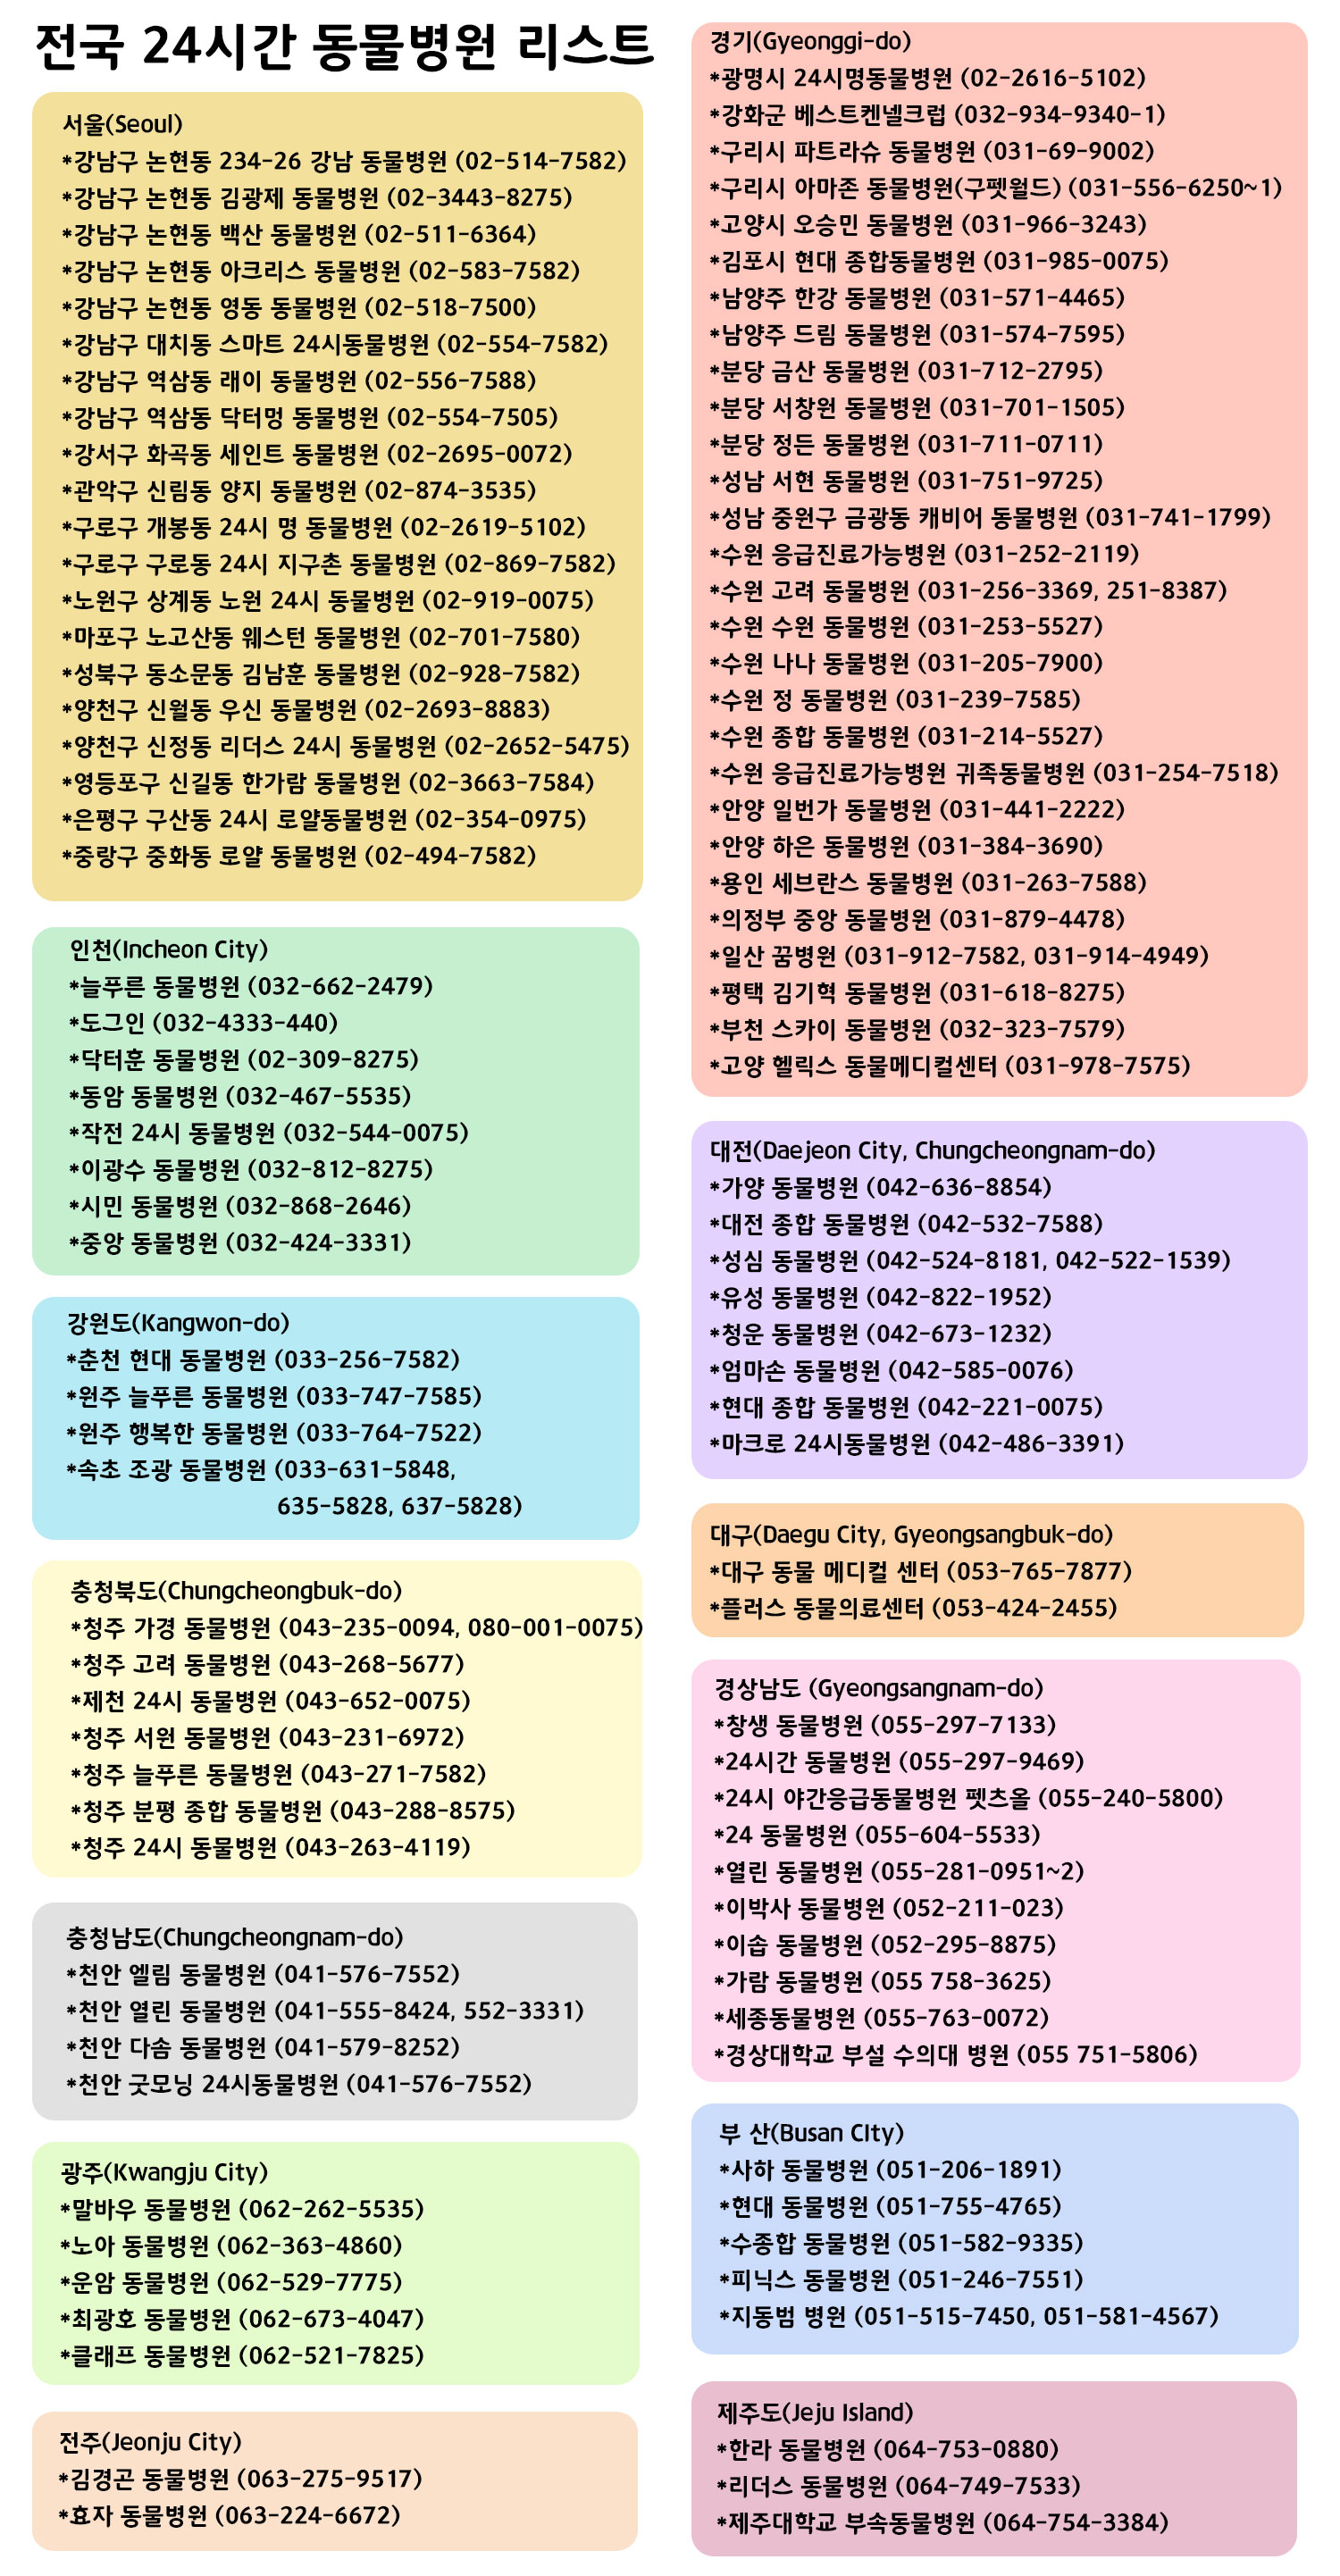 전국 24시간 동물병원 리스트
서울(Seoul)
*강남구 논현동 234-26 강남 동물병원 (02-514-7582)
*강남구 논현동 김광제 동물병원 (02-3443-8275)
*강남구 논현동 백산 동물병원 (02-511-6364)
*강남구 논현동 아크리스 동물병원 (02-583-7582)
*강남구 논현동 영동 동물병원 (02-518-7500)
*강남구 대치동 스마트 24시동물병원 (02-554-7582)
*강남구 역삼동 래이 동물병원 (02-556-7588)
*강남구 역삼동 닥터멍 동물병원 (02-554-7505)
*강서구 화곡동 세인트 동물병원 (02-2695-0072)
*관악구 신림동 양지 동물병원 (02-874-3535)
*구로구 개봉동 24시 명 동물병원 (02-2619-5102)
*구로구 구로동 24시 지구촌 동물병원 (02-869-7582)
*노원구 상계동 노원 24시 동물병원 (02-919-0075)
*마포구 노고산동 웨스턴 동물병원 (02-701-7580)
*성북구 동소문동 김남훈 동물병원 (02-928-7582)
*양천구 신월동 우신 동물병원 (02-2693-8883)
*양천구 신정동 리더스 24시 동물병원 (02-2652-5475)
*영등포구 신길동 한가람 동물병원 (02-3663-7584)
*은평구 구산동 24시 로얄동물병원 (02-354-0975)
*중랑구 중화동 로얄 동물병원 (02-494-7582)
인천(Incheon City)
*늘푸른 동물병원 (032-662-2479)
*도그인 (032-4333-440)
*닥터훈 동물병원 (02-309-8275)
*동암 동물병원 (032-467-5535)
*작전 24시 동물병원 (032-544-0075)
*이광수 동물병원 (032-812-8275)
*시민 동물병원 (032-868-2646)
*중앙 동물병원 (032-424-3331)
강원도(Kangwon-do)
*춘천 현대 동물병원 (033-256-7582)
*원주 늘푸른 동물병원 (033-747-7585)
*원주 행복한 동물병원 (033-764-7522)
*속초 조광 동물병원 (033-631-5848,
635-5828, 637-5828)
충청북도(Chungcheongbuk-do)
*청주 가경 동물병원 (043-235-0094, 080-001-0075)
*청주 고려 동물병원 (043-268-5677)
*제천 24시 동물병원 (043-652-0075)
*청주 서원 동물병원 (043-231-6972)
*청주 늘푸른 동물병원 (043-271-7582)
*청주 분평 종합 동물병원 (043-288-8575)
*청주 24시 동물병원 (043-263-4119)
충청남도(Chungcheongnam-do)
*천안 엘림 동물병원 (041-576-7552)
*천안 열린 동물병원 (041-555-8424, 552-3331)
*천안 다솜 동물병원 (041-579-8252)
*천안 굿모닝 24시동물병원 (041-576-7552)
광주(Kwangju City)
*말바우 동물병원 (062-262-5535)
*노아 동물병원 (062-363-4860)
*운암 동물병원 (062-529-7775)
*최광호 동물병원 (062-673-4047)
*클래프 동물병원 (062-521-7825)
전주(Jeonju City)
*김경곤 동물병원 (063-275-9517)
*효자 동물병원 (063-224-6672)
경기(Gyeonggi-do)
*광명시 24시명동물병원 (02-2616-5102)
*강화군 베스트켄넬크럽 (032-934-9340-1)
*구리시 파트라슈 동물병원 (031-69-9002)
*구리시 아마존 동물병원(구펫월드) (031-556-6250~1)
*고양시 오승민 동물병원 (031-966-3243)
*김포시 현대 종합동물병원 (031-985-0075)
*남양주 한강 동물병원 (031-571-4465)
*남양주 드림 동물병원 (031-574-7595)
*분당 금산 동물병원 (031-712-2795)
*분당 서창원 동물병원 (031-701-1505)
*분당 정든 동물병원 (031-711-0711)
*성남 서현 동물병원 (031-751-9725)
*성남 중원구 금광동 캐비어 동물병원 (031-741-1799)
*수원 응급진료가능병원 (031-252-2119)
*수원 고려 동물병원 (031-256-3369, 251-8387)
*수원 수원 동물병원 (031-253-5527)
*수원 나나 동물병원 (031-205-7900)
*수원 정 동물병원 (031-239-7585)
*수원 종합 동물병원 (031-214-5527)
*수원 응급진료가능병원 귀족동물병원 (031-254-7518)
*안양 일번가 동물병원 (031-441-2222)
*안양 하은 동물병원 (031-384-3690)
*용인 세브란스 동물병원 (031-263-7588)
*의정부 중앙 동물병원 (031-879-4478)
*일산 꿈병원 (031-912-7582, 031-914-4949)
*평택 김기혁 동물병원 (031-618-8275)
*부천 스카이 동물병원 (032-323-7579)
*고양 헬릭스 동물메디컬센터 (031-978-7575)
대전(Daejeon City, Chungcheongnam-do)
*가양 동물병원 (042-636-8854)
*대전 종합 동물병원 (042-532-7588)
*성심 동물병원 (042-524-8181, 042-522-1539)
*유성 동물병원 (042-822-1952)
*청운 동물병원 (042-673-1232)
*엄마손 동물병원 (042-585-0076)
*현대 종합 동물병원 (042-221-0075)
*마크로 24시동물병원 (042-486-3391)
대구(Daegu City, Gyeongsangbuk-do)
*대구 동물 메디컬 센터 (053-765-7877)
*플러스 동물의료센터 (053-424-2455)
경상남도 (Gyeongsangnam-do)
*창생 동물병원 (055-297-7133)
*24시간 동물병원 (055-297-9469)
*24시 야간응급동물병원 펫츠올 (055-240-5800)
*24 동물병원 (055-604-5533)
*열린 동물병원 (055-281-0951~2)
*이박사 동물병원 (052-211-023)
*이솝 동물병원 (052-295-8875)
*가람 동물병원 (055 758-3625)
*세종동물병원 (055-763-0072)
*경상대학교 부설 수의대 병원 (055 751-5806)
부 산(Busan CIty)
*사하 동물병원 (051-206-1891)
*현대 동물병원 (051-755-4765)
*수종합 동물병원 (051-582-9335)
*피닉스 동물병원 (051-246-7551)
*지동범 병원 (051-515-7450, 051-581-4567)
제주도(Jeju Island)
*한라 동물병원 (064-753-0880)
*리더스 동물병원 (064-749-7533)
*제주대학교 부속동물병원 (064-754-3384)